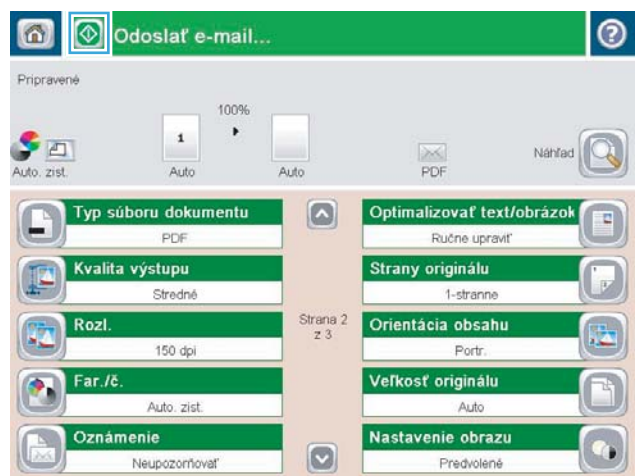 Odoslať e-mail...
Pripravené
100%
1
Auto. zist.
Auto
Auto
PDF
Náhľad
Typ súboru dokumentu
PDF
Optimalizovať text/obrázok
Ručne upraviť
Kvalita výstupu
Stredné
Strany originálu
1-stranne
Rozl.
150 dpi
Strana 2
z 3
Orientácia obsahu
Portr.
Far./č.
Auto. zist.
Veľkosť originálu
Auto
Oznámenie
Neupozorňovať
Nastavenie obrazu
Predvolené